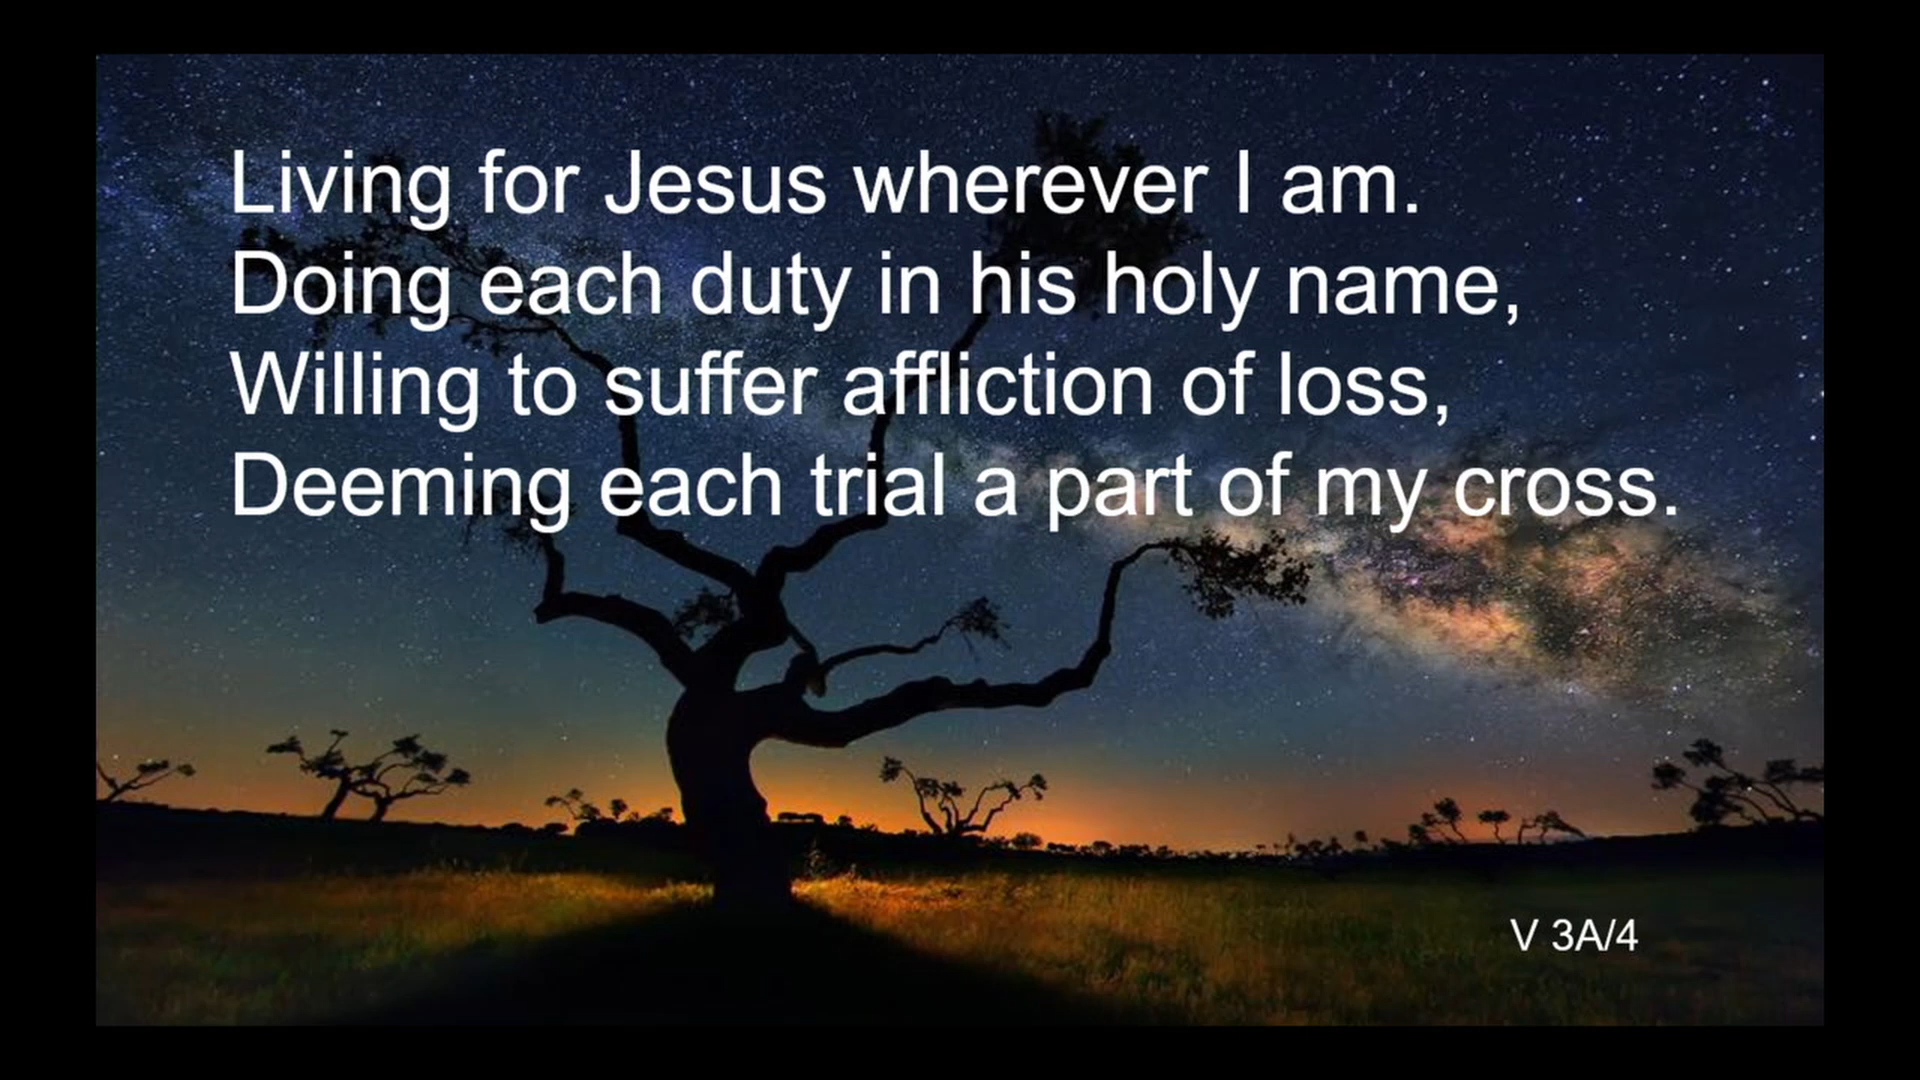 Living for Jesus wherever I am.
Doing each duty in his holy name,
Willing to suffer affliction of loss,
Deeming each trial a part of my cross.
V 3A/4